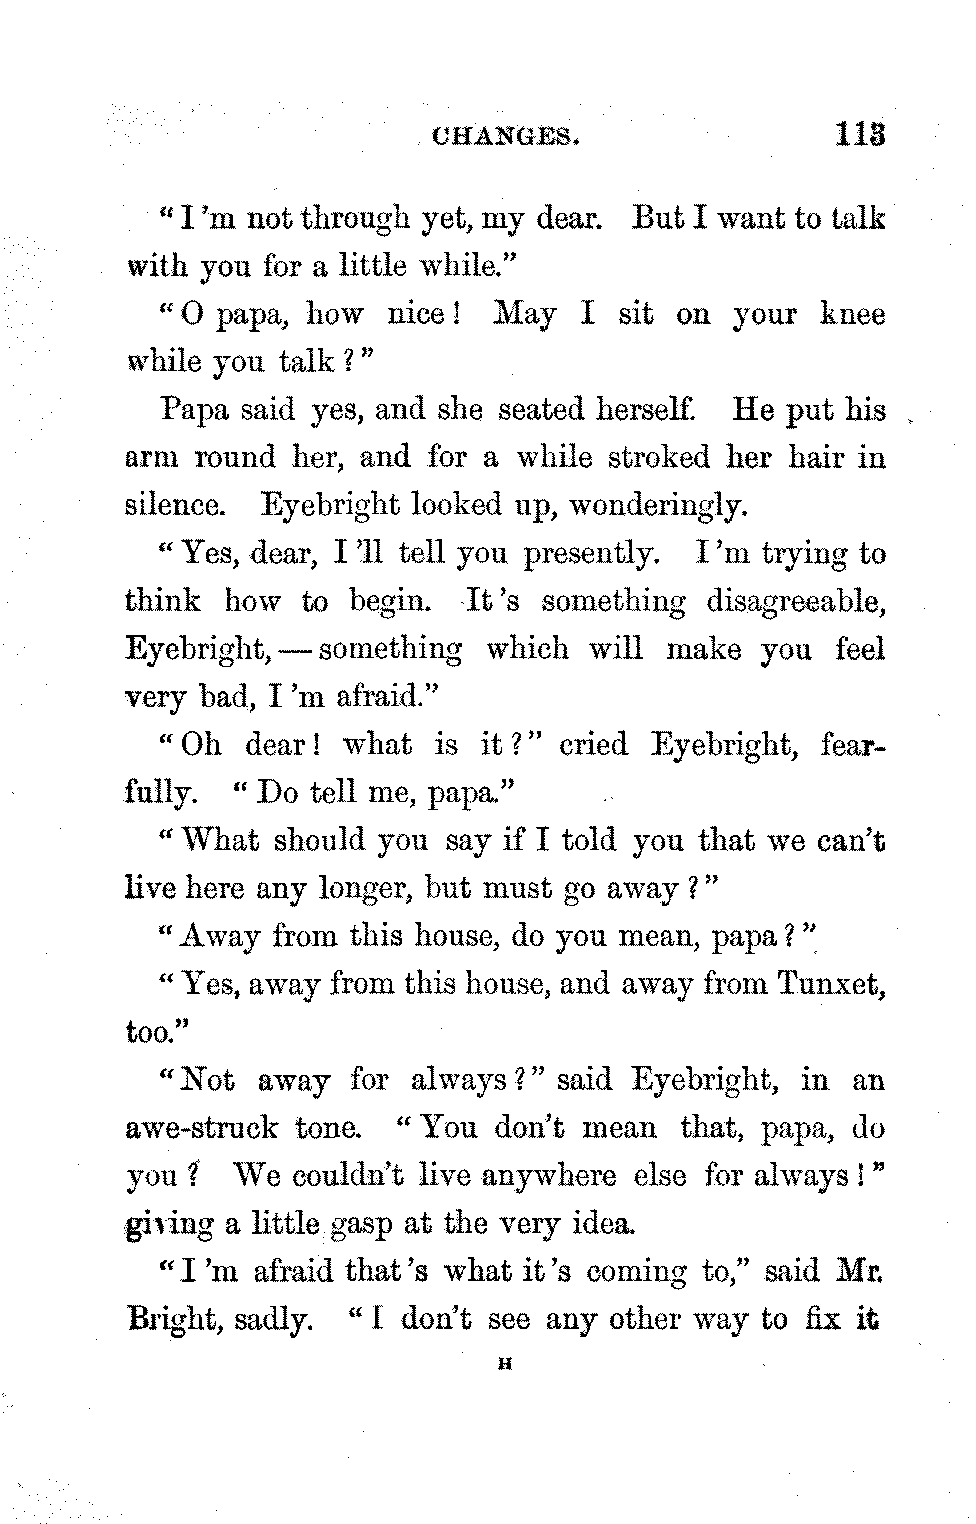 CHANGES. 113
"I'm not through yet, my dear. But I want to talk
with you for a little while."
"O papa, how nice! May I sit on your knee
while you talk?"
Papa said yes, and she seated herself. He put his
arm round her, and for a while stroked her hair in
silence. Eyebright looked up, wonderingly.
"Yes, dear, I'll tell you presently. I'm trying to
think how to begin. It's something disagreeable,
Eyebright,—something which will make you feel
very bad, I'm afraid."
"Oh dear! what is it?" cried Eyebright, fear-
fully. "Do tell me, papa."
"What should you say if I told you that we can't
live here any longer, but must go away?"
"Away from this house, do you mean, papa?"
"Yes, away from this house, and away from Tunxet,
too."
"Not away for always?" said Eyebright, in an
awe-struck tone. "You don't mean that, papa, do
you? We couldn't live anywhere else for always!"
giving a little gasp at the very idea.
"I'm afraid that's what it's coming to," said Mr.
Bright, sadly. "I don't see any other way to fix it
H